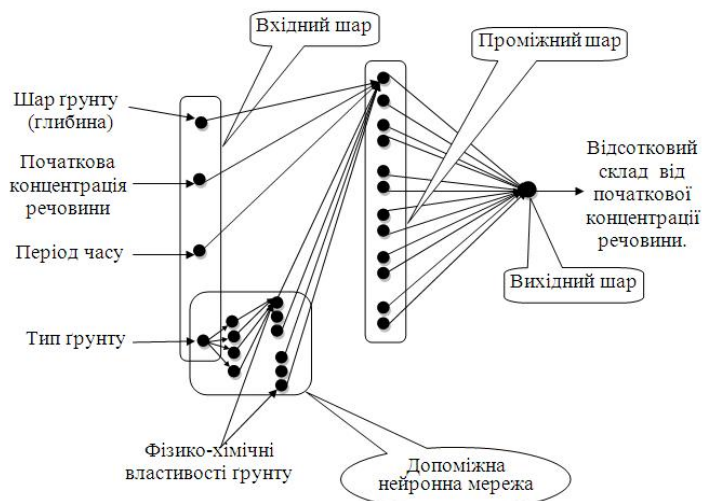 Вхідний шар
Проміжний шар
Шар ґрунту
(глибина)
Початкова
концентрація
речовини
Період часу
Тип ґрунту
Відсотковий
склад від
початкової
концентрації
речовини.
Вихідний шар
Фізико-хімічні
властивості ґрунту
Допоміжна
нейронна мережа